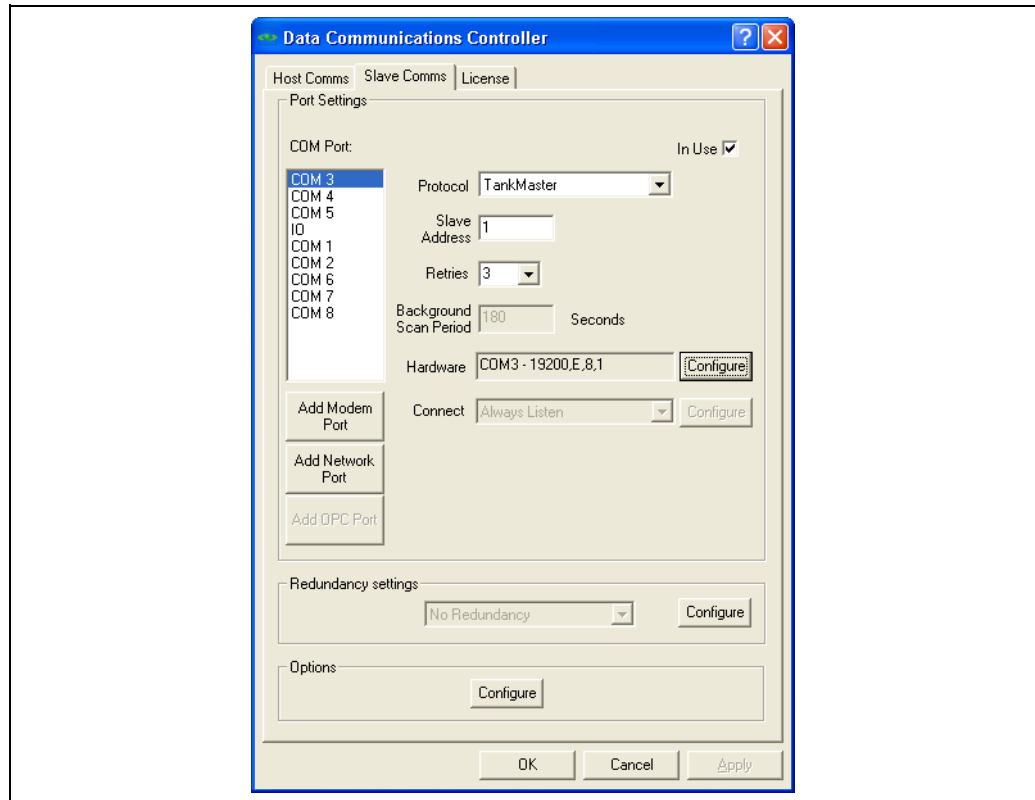 Data Communications Controller
Host Comms Slave Comms License
Port Settings
COM Port:
In Use
COM 3
COM 4
COM 5
IO
COM 1
COM 2
COM 6
COM 7
COM 8
Protocol TankMaster
Slave
Address 1
Retries 3
Background
Scan Period 180 Seconds
Hardware COM3 - 19200,E,8,1 Configure
Connect Always Listen Configure
Add Modem
Port
Add Network
Port
Add OPC Port
Redundancy settings
No Redundancy Configure
Options
Configure
OK Cancel Apply